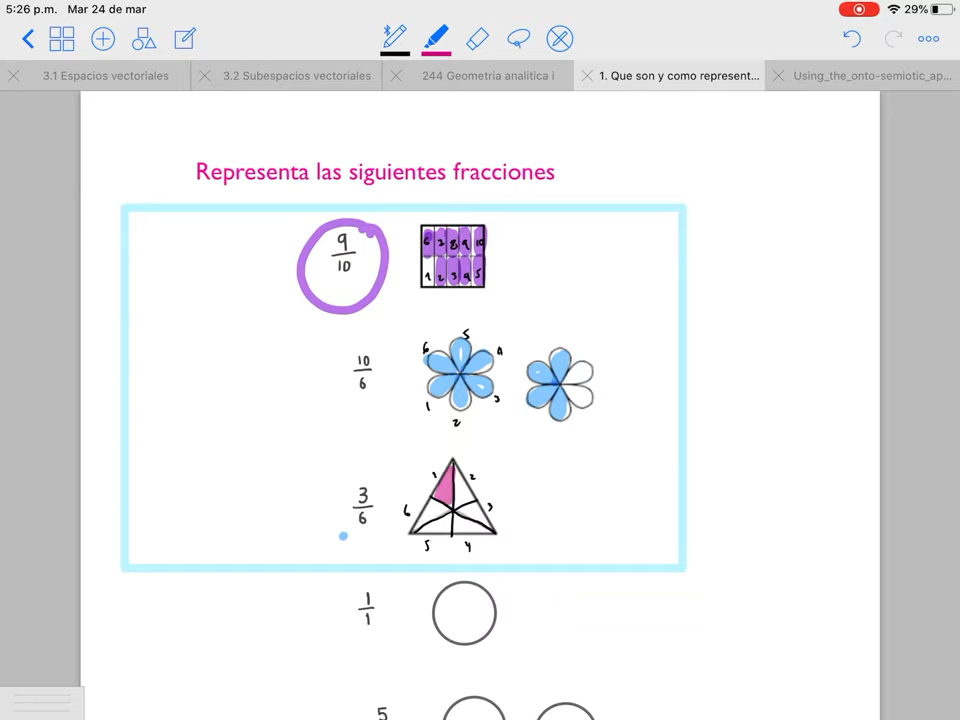 5:26 p.m. Mar 24 de mar
29%
3.1 Espacios vectoriales
3.2 Subespacios vectoriales
244 Geometria analitica i
1. Que son y como represent...
Using_the_onto-semiotic_ap...
Representa las siguientes fracciones
9
10
6 7 8 9 10
1 2 3 4 5
10
6
5
6 4
1 3
2
3
6
1 2
6 3
5 4
1
1
5